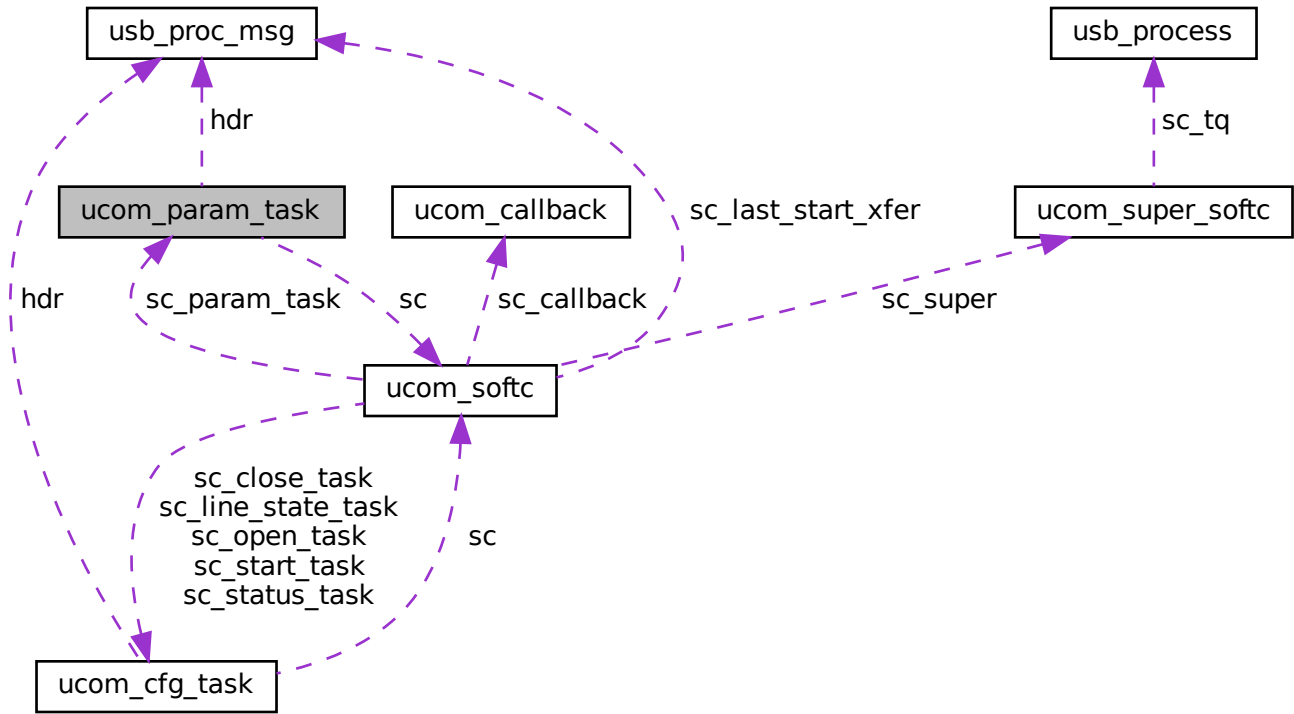 usb_proc_msg
usb_process
hdr
sc_tq
ucom_param_task
ucom_callback
sc_last_start_xfer
ucom_super_softc
hdr
sc_param_task
sc
sc_callback
sc_super
ucom_softc
sc_close_task
sc_line_state_task
sc_open_task
sc_start_task
sc_status_task
sc
ucom_cfg_task